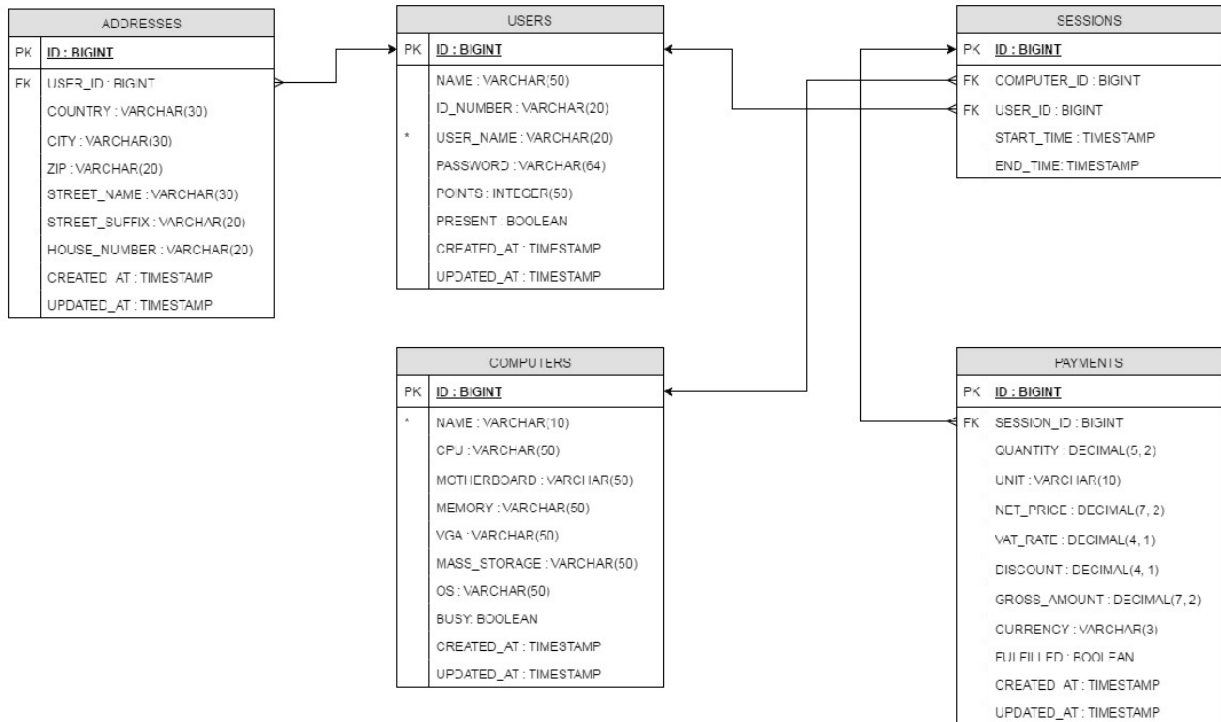 ADDRESSES
PK ID : BIGINT
FK USER_ID : BIGINT
COUNTRY : VARCHAR(30)
CITY : VARCHAR(30)
ZIP : VARCHAR(20)
STREET_NAME : VARCHAR(30)
STREET_SUFFIX : VARCHAR(20)
HOUSE_NUMBER : VARCHAR(20)
CREATED_AT : TIMESTAMP
UPDATED_AT : TIMESTAMP
USERS
PK ID : BIGINT
NAME : VARCHAR(50)
ID_NUMBER : VARCHAR(20)
* USER_NAME : VARCHAR(20)
PASSWORD : VARCHAR(64)
POINTS : INTEGER(50)
PRESENT : BOOLEAN
CREATED_AT : TIMESTAMP
UPDATED_AT : TIMESTAMP
SESSIONS
PK ID : BIGINT
FK COMPUTER_ID : BIGINT
FK USER_ID : BIGINT
START_TIME : TIMESTAMP
END_TIME: TIMESTAMP
COMPUTERS
PK ID : BIGINT
* NAME : VARCHAR(10)
CPU : VARCHAR(50)
MOTHERBOARD : VARCHAR(50)
MEMORY : VARCHAR(50)
VGA : VARCHAR(50)
MASS_STORAGE : VARCHAR(50)
OS : VARCHAR(50)
BUSY: BOOLEAN
CREATED_AT : TIMESTAMP
UPDATED_AT : TIMESTAMP
PAYMENTS
PK ID : BIGINT
FK SESSION_ID : BIGINT
QUANTITY : DECIMAL(5, 2)
UNIT : VARCHAR(10)
NET_PRICE : DECIMAL(7, 2)
VAT_RATE : DECIMAL(4, 1)
DISCOUNT : DECIMAL(4, 1)
GROSS_AMOUNT : DECIMAL(7, 2)
CURRENCY : VARCHAR(3)
FULFILLED : BOOLEAN
CREATED_AT : TIMESTAMP
UPDATED_AT : TIMESTAMP